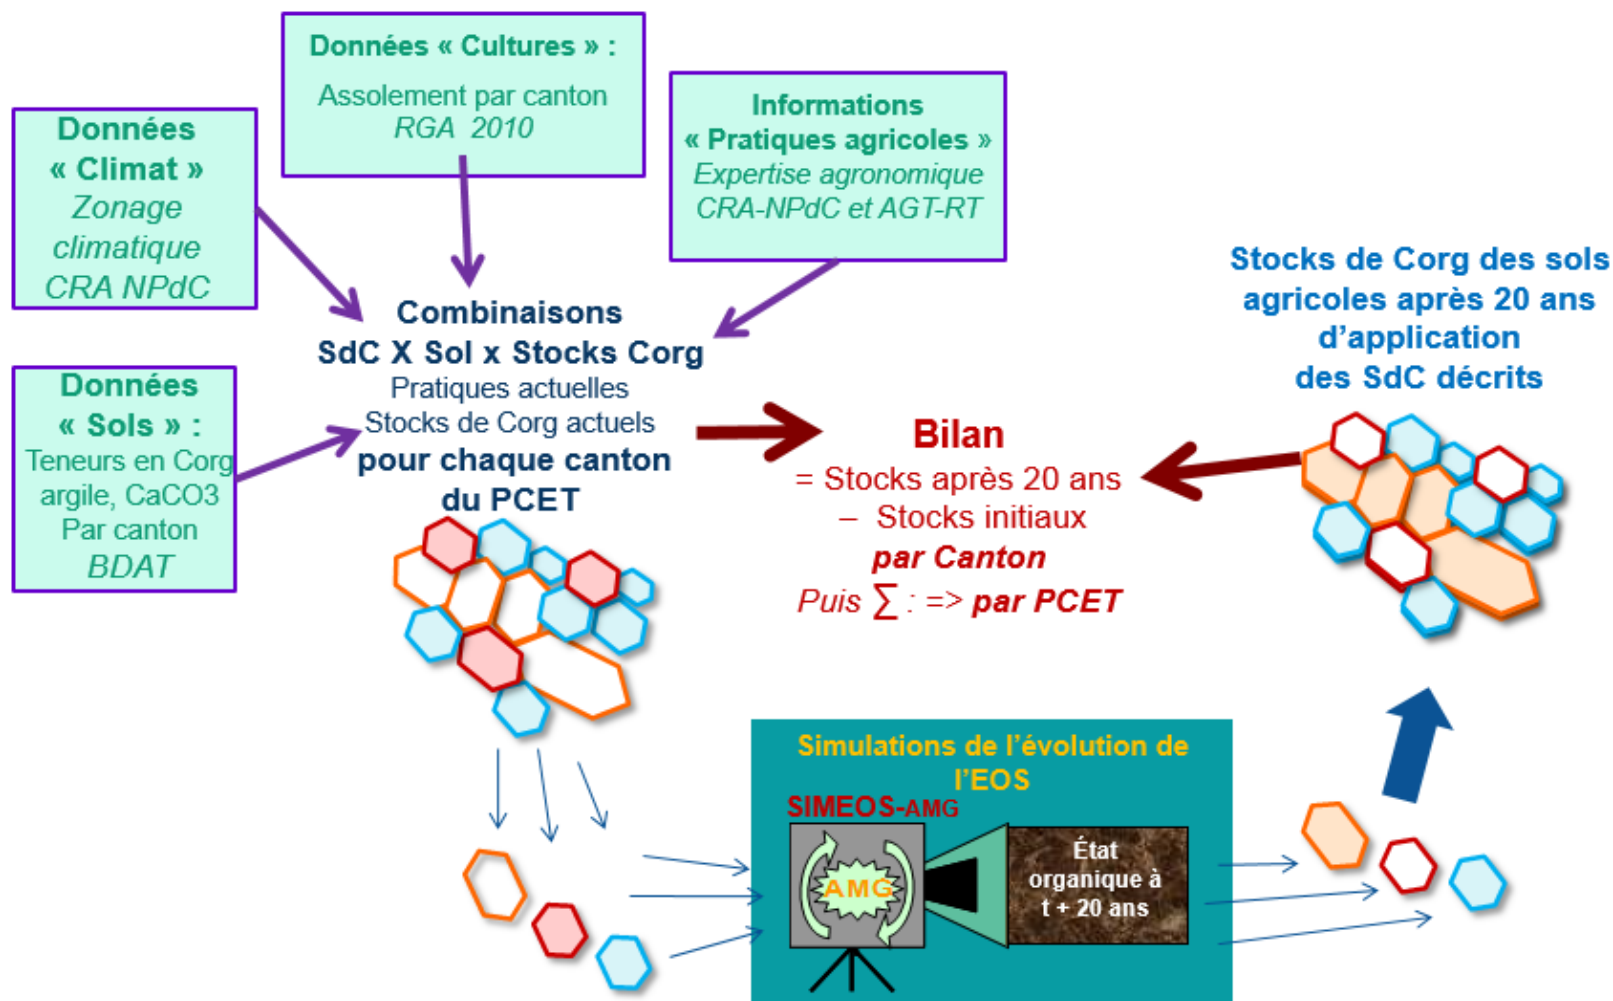 Données « Cultures » :
Assolement par canton
RGA 2010
Données
« Climat »
Zonage
climatique
CRA NPdC
Informations
« Pratiques agricoles »
Expertise agronomique
CRA-NPdC et AGT-RT
Données
« Sols » :
Teneurs en Corg
argile, CaCO3
Par canton
BDAT
Combinaisons
SdC X Sol x Stocks Corg
Pratiques actuelles
Stocks de Corg actuels
pour chaque canton
du PCET
Bilan
= Stocks après 20 ans
– Stocks initiaux
par Canton
Puis ∑ : => par PCET
Stocks de Corg des sols
agricoles après 20 ans
d’application
des SdC décrits
Simulations de l’évolution de
l’EOS
SIMEOS-AMG
AMG
État
organique à
t + 20 ans